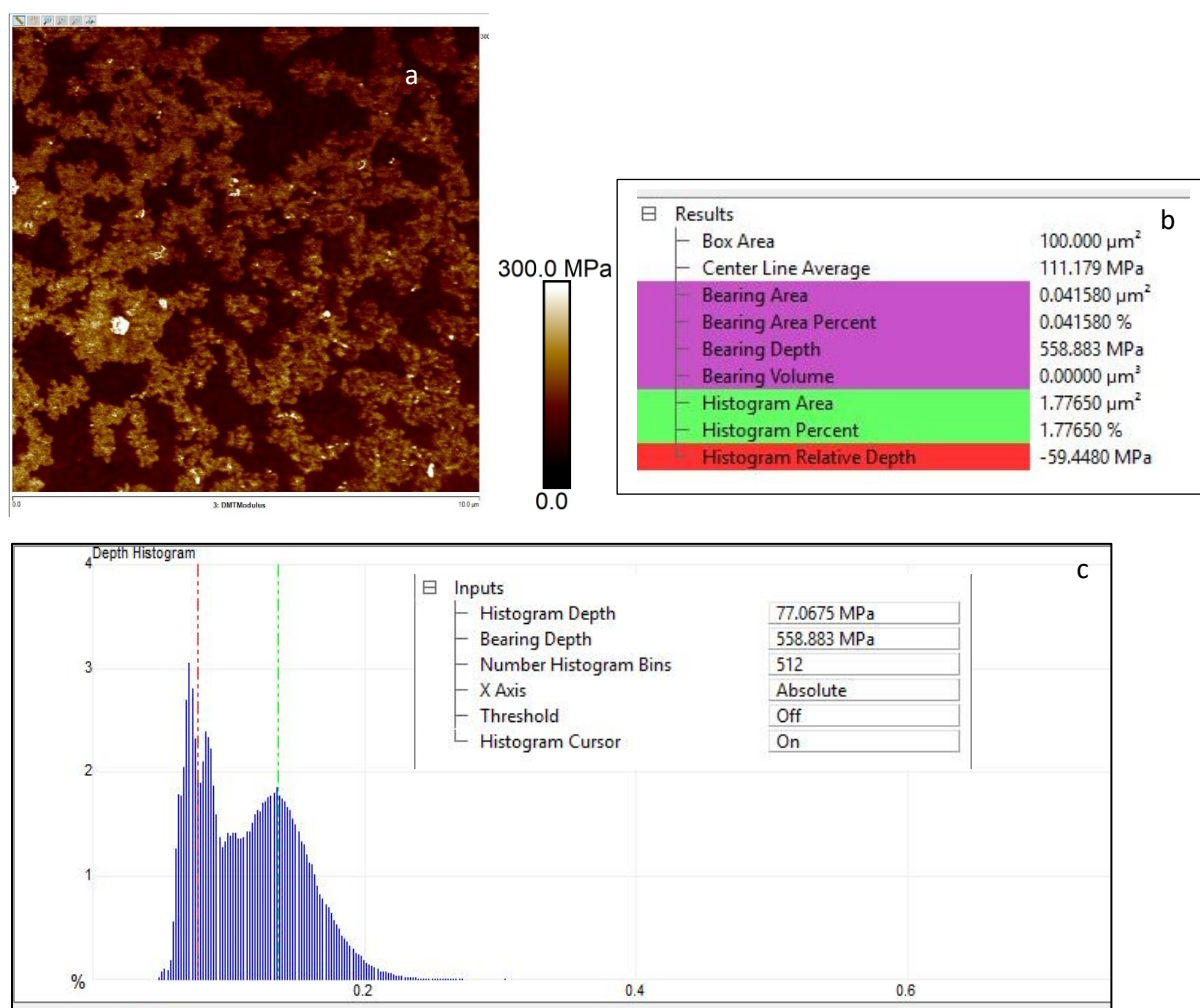 a
300
0.0
3: DMTModulus
10.0 µm
300.0 MPa
0.0
b
Results
Box Area 100.000 µm²
Center Line Average 111.179 MPa
Bearing Area 0.041580 µm²
Bearing Area Percent 0.041580 %
Bearing Depth 558.883 MPa
Bearing Volume 0.00000 µm³
Histogram Area 1.77650 µm²
Histogram Percent 1.77650 %
Histogram Relative Depth -59.4480 MPa
Depth Histogram
c
4
3
2
1
%
0.2
0.4
0.6
Inputs
Histogram Depth 77.0675 MPa
Bearing Depth 558.883 MPa
Number Histogram Bins 512
X Axis Absolute
Threshold Off
Histogram Cursor On